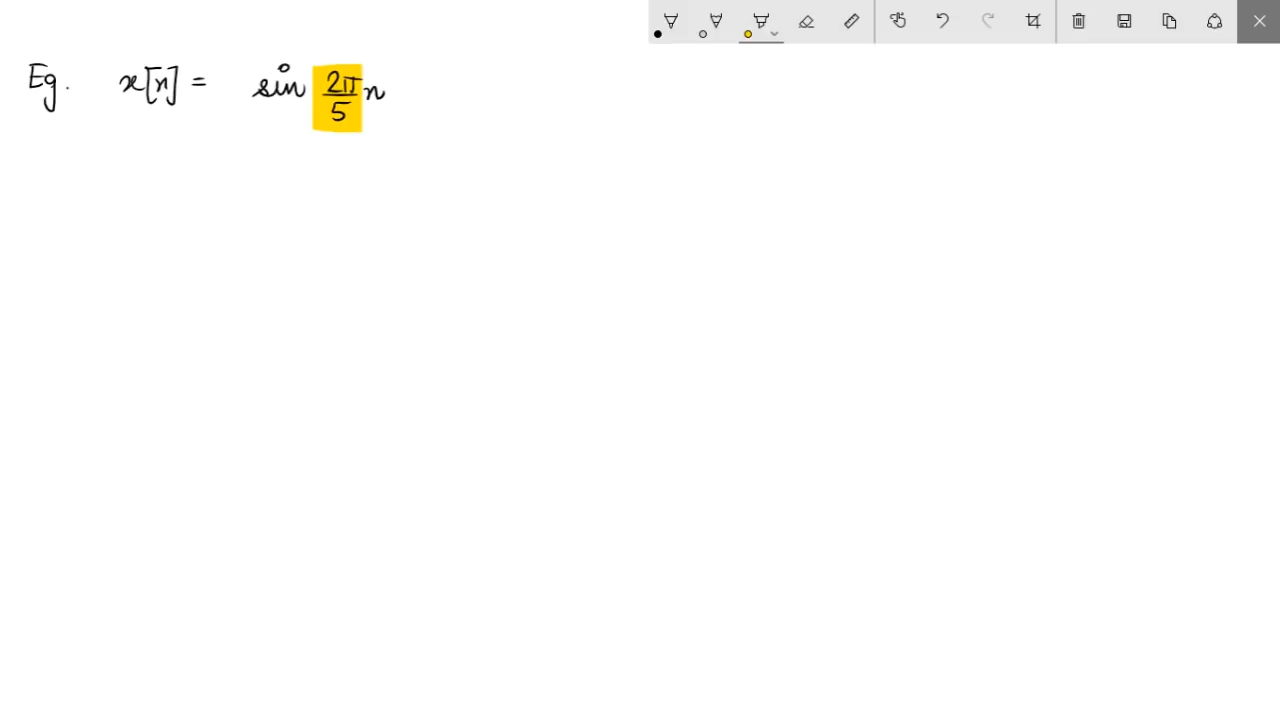 Eg. x[n] = sin 2π/5 n